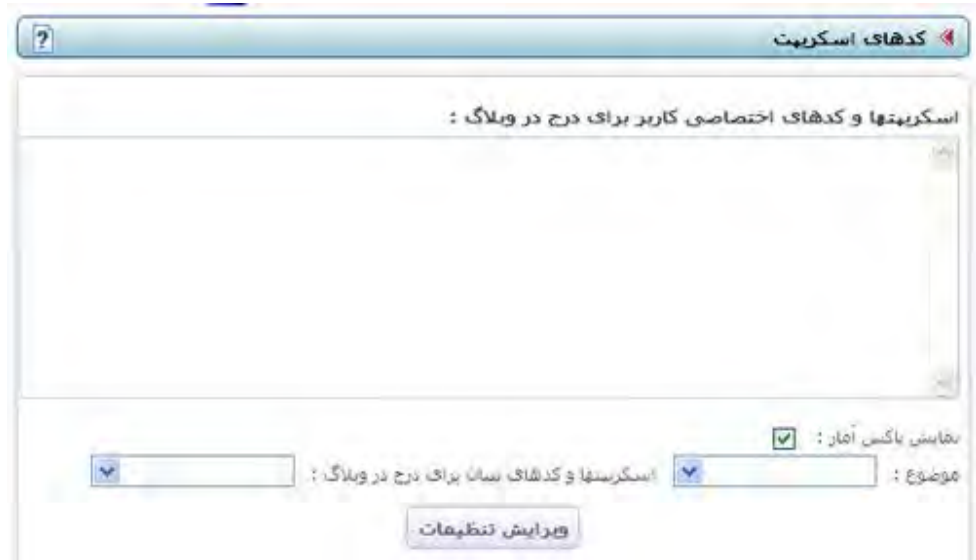 کدهای اسکریپت
?
اسکریپتها و کدهای اختصاصی کاربر برای درج در وبلاگ :
نمایش باکس آمار :
موضوع :
اسکریپتها و کدهای سات برای درج در وبلاگ :
ویرایش تنظیمات